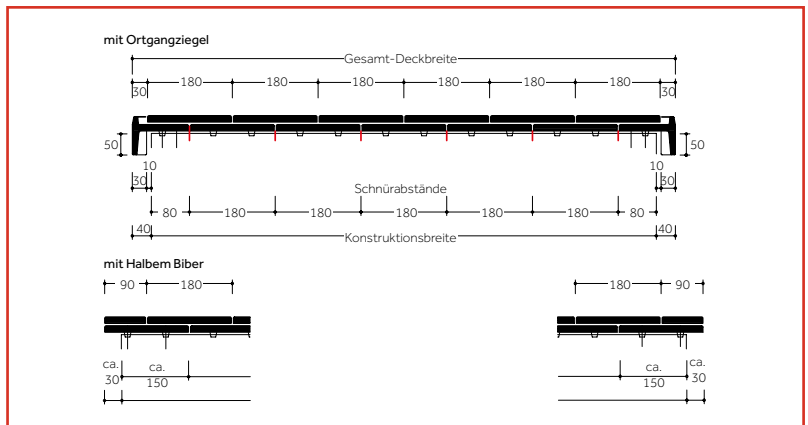 mit Ortgangziegel
Gesamt-Deckbreite
30 180 180 180 180 180 180 30
50 50
10 10
30 30
Schnürabstände
80 180 180 180 180 180 80
40 40
Konstruktionsbreite
mit Halbem Biber
90 180 180 90
ca. ca. ca. ca.
30 150 150 30